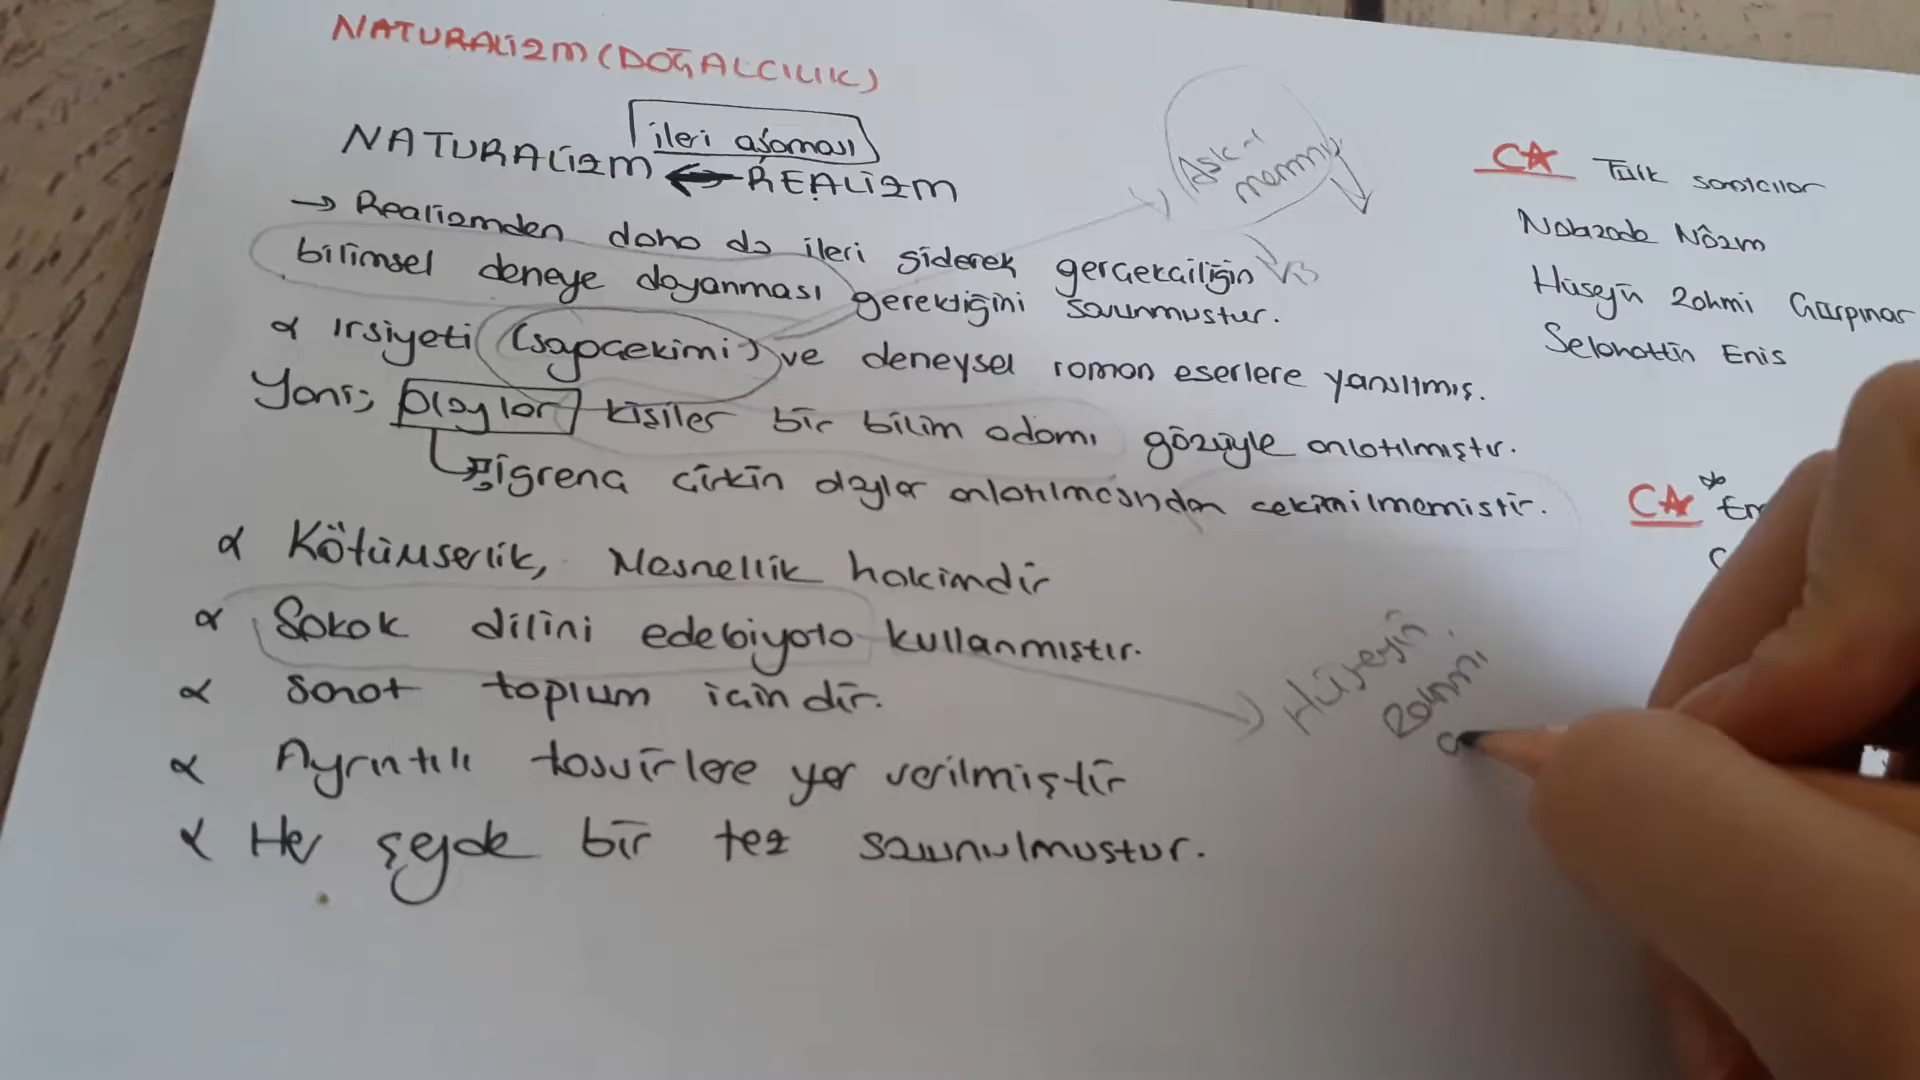 NATURALİZM (DOĞALCILIK)
ileri aşaması
NATURALİZM REALİZM
→ Realizmden daha da ileri giderek gerçekçiliğin
bilimsel deneye dayanması gerektiğini savunmuştur.
α Irsiyeti (soyaçekimi) ve deneysel roman eserlere yansıtmış.
Yani; olaylar kişiler bir bilim adamı gözüyle anlatılmıştır.
iğrenç çirkin olaylar anlatılmasından çekinilmemiştir.
α Kötümserlik, Nesnellik hakimdir
α Sokak dilini edebiyata kullanmıştır.
α Sanat toplum içindir.
α Ayrıntılı tasvirlere yer verilmiştir
α Her şeyde bir tez savunulmuştur.
Aşk-ı
memnu
Hüseyin
Rahmi
Türk sanatçılar
Nabizade Nâzım
Hüseyin Rahmi Gürpınar
Selahattin Enis